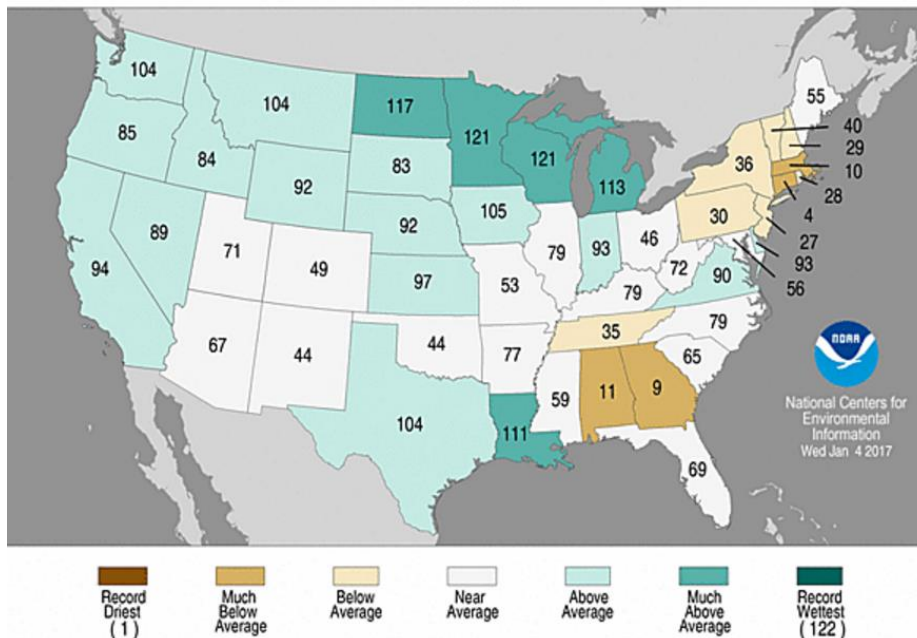 104
104
117
121
55
85
84
92
83
121
113
36
40
29
10
28
4
27
93
56
30
89
94
71
49
92
105
97
53
79
93
46
72
90
79
67
44
44
77
35
79
65
104
111
59
11
9
69
NOAA
National Centers for
Environmental
Information
Wed Jan 4 2017
Record
Driest
(1)
Much
Below
Average
Below
Average
Near
Average
Above
Average
Much
Above
Average
Record
Wettest
(122)